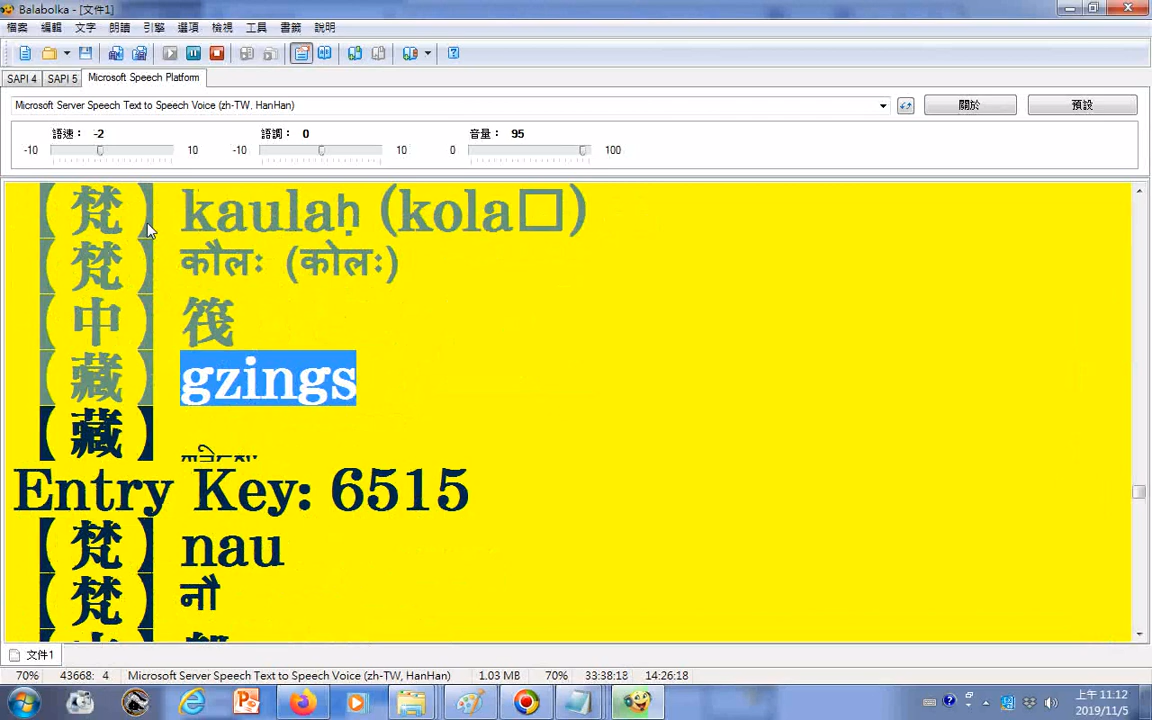 Balabolka - [文件1]
檔案 編輯 文字 朗讀 引擎 選項 檢視 工具 書籤 說明
SAPI 4 SAPI 5 Microsoft Speech Platform
Microsoft Server Speech Text to Speech Voice (zh-TW, HanHan) 關於 預設
語速： -2 語調： 0 音量： 95
-10 10 -10 10 0 100
【梵】 kaulaḥ (kola□)
【梵】 कौलः (कोलः)
【中】 筏
【藏】 gzings
【藏】
Entry Key: 6515
【梵】 nau
【梵】 नौ
文件1
70% 43668: 4 Microsoft Server Speech Text to Speech Voice (zh-TW, HanHan) 1.03 MB 70% 33:38:18 14:26:18
上午 11:12
2019/11/5